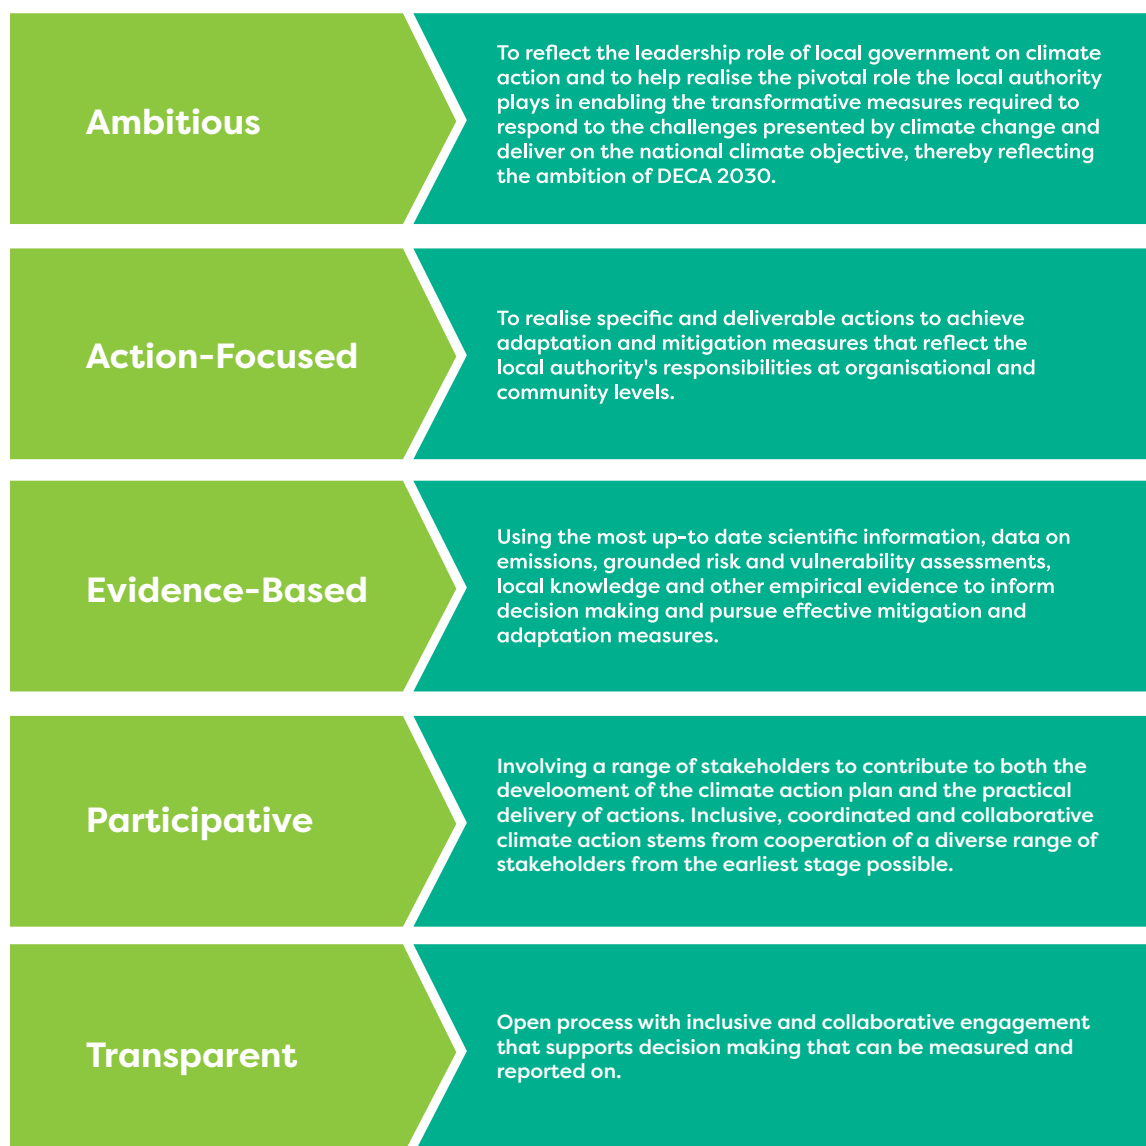 Ambitious
To reflect the leadership role of local government on climate
action and to help realise the pivotal role the local authority
plays in enabling the transformative measures required to
respond to the challenges presented by climate change and
deliver on the national climate objective, thereby reflecting
the ambition of DECA 2030.
Action-Focused
To realise specific and deliverable actions to achieve
adaptation and mitigation measures that reflect the
local authority's responsibilities at organisational and
community levels.
Evidence-Based
Using the most up-to date scientific information, data on
emissions, grounded risk and vulnerability assessments,
local knowledge and other empirical evidence to inform
decision making and pursue effective mitigation and
adaptation measures.
Participative
Involving a range of stakeholders to contribute to both the
develooment of the climate action plan and the practical
delivery of actions. Inclusive, coordinated and collaborative
climate action stems from cooperation of a diverse range of
stakeholders from the earliest stage possible.
Transparent
Open process with inclusive and collaborative engagement
that supports decision making that can be measured and
reported on.